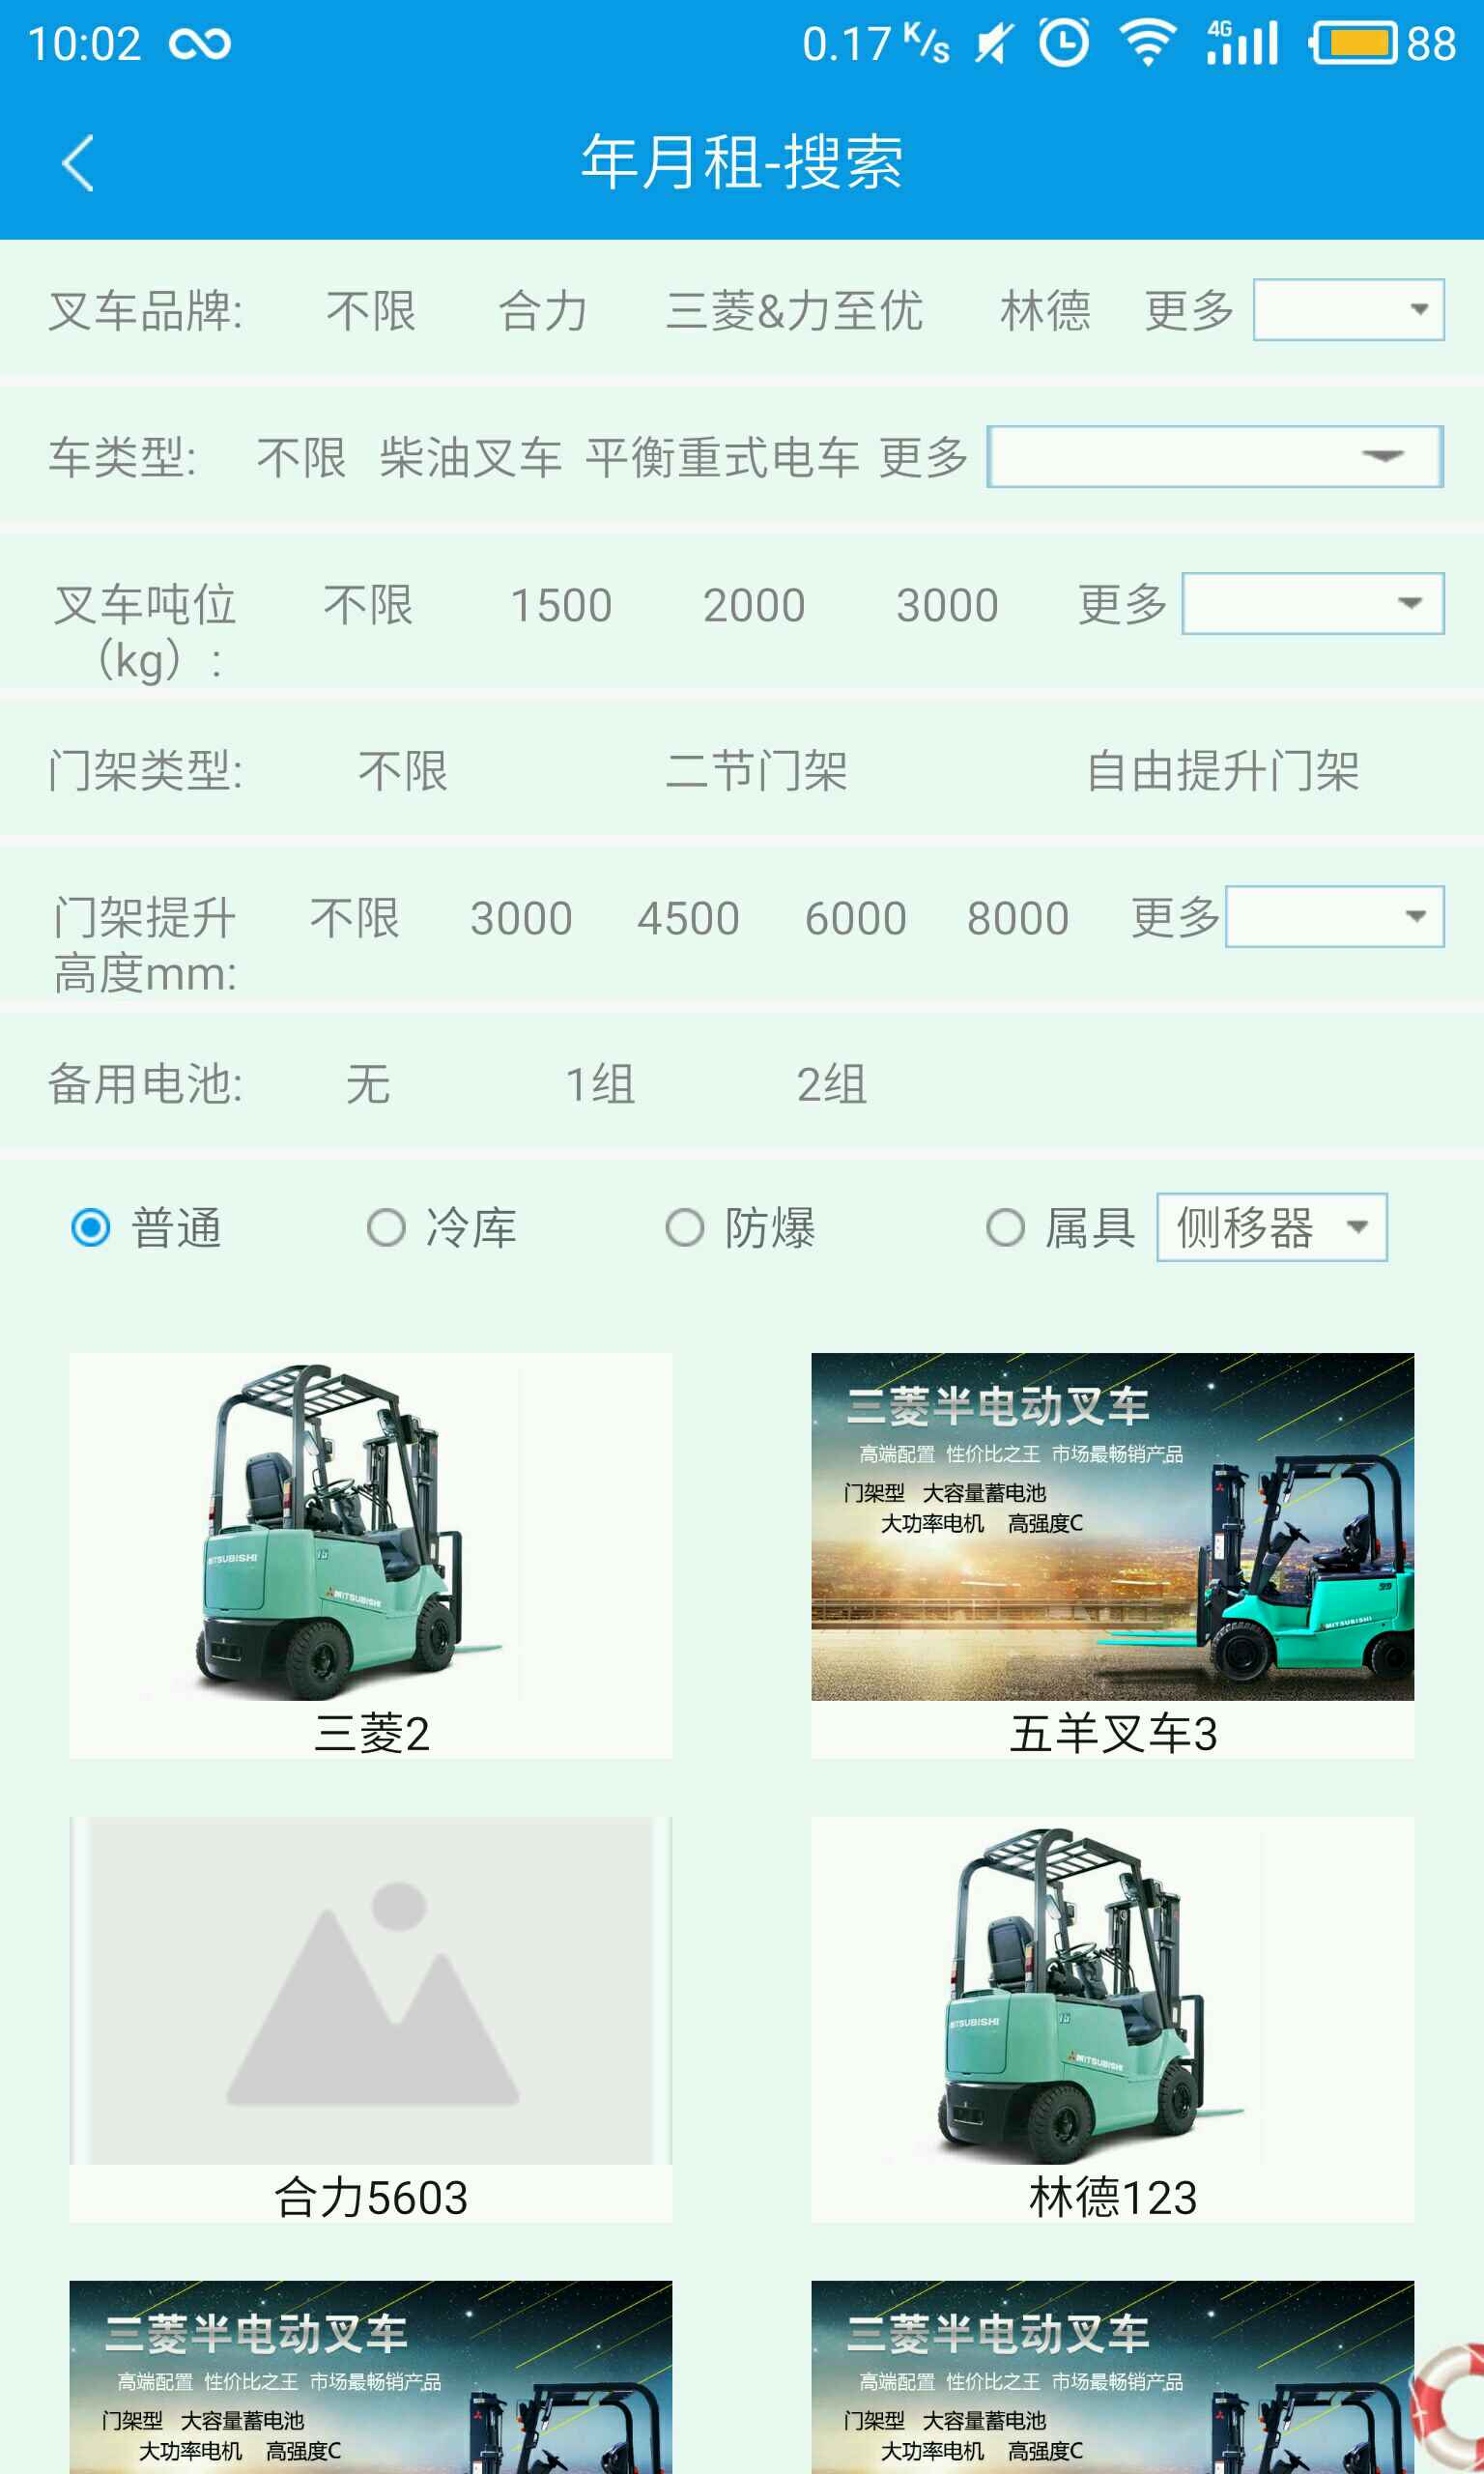 10:02 0.17 K/s 4G 88
年月租-搜索
叉车品牌: 不限 合力 三菱&力至优 林德 更多
车类型: 不限 柴油叉车 平衡重式电车 更多
叉车吨位 不限 1500 2000 3000 更多
（kg）:
门架类型: 不限 二节门架 自由提升门架
门架提升 不限 3000 4500 6000 8000 更多
高度mm:
备用电池: 无 1组 2组
普通 冷库 防爆 属具 侧移器
MITSUBISHI 15
MITSUBISHI
三菱2
三菱半电动叉车
高端配置 性价比之王 市场最畅销产品
门架型 大容量蓄电池
大功率电机 高强度C
MITSUBISHI
五羊叉车3
合力5603
MITSUBISHI 15
MITSUBISHI
林德123
三菱半电动叉车
高端配置 性价比之王 市场最畅销产品
门架型 大容量蓄电池
大功率电机 高强度C
三菱半电动叉车
高端配置 性价比之王 市场最畅销产品
门架型 大容量蓄电池
大功率电机 高强度C